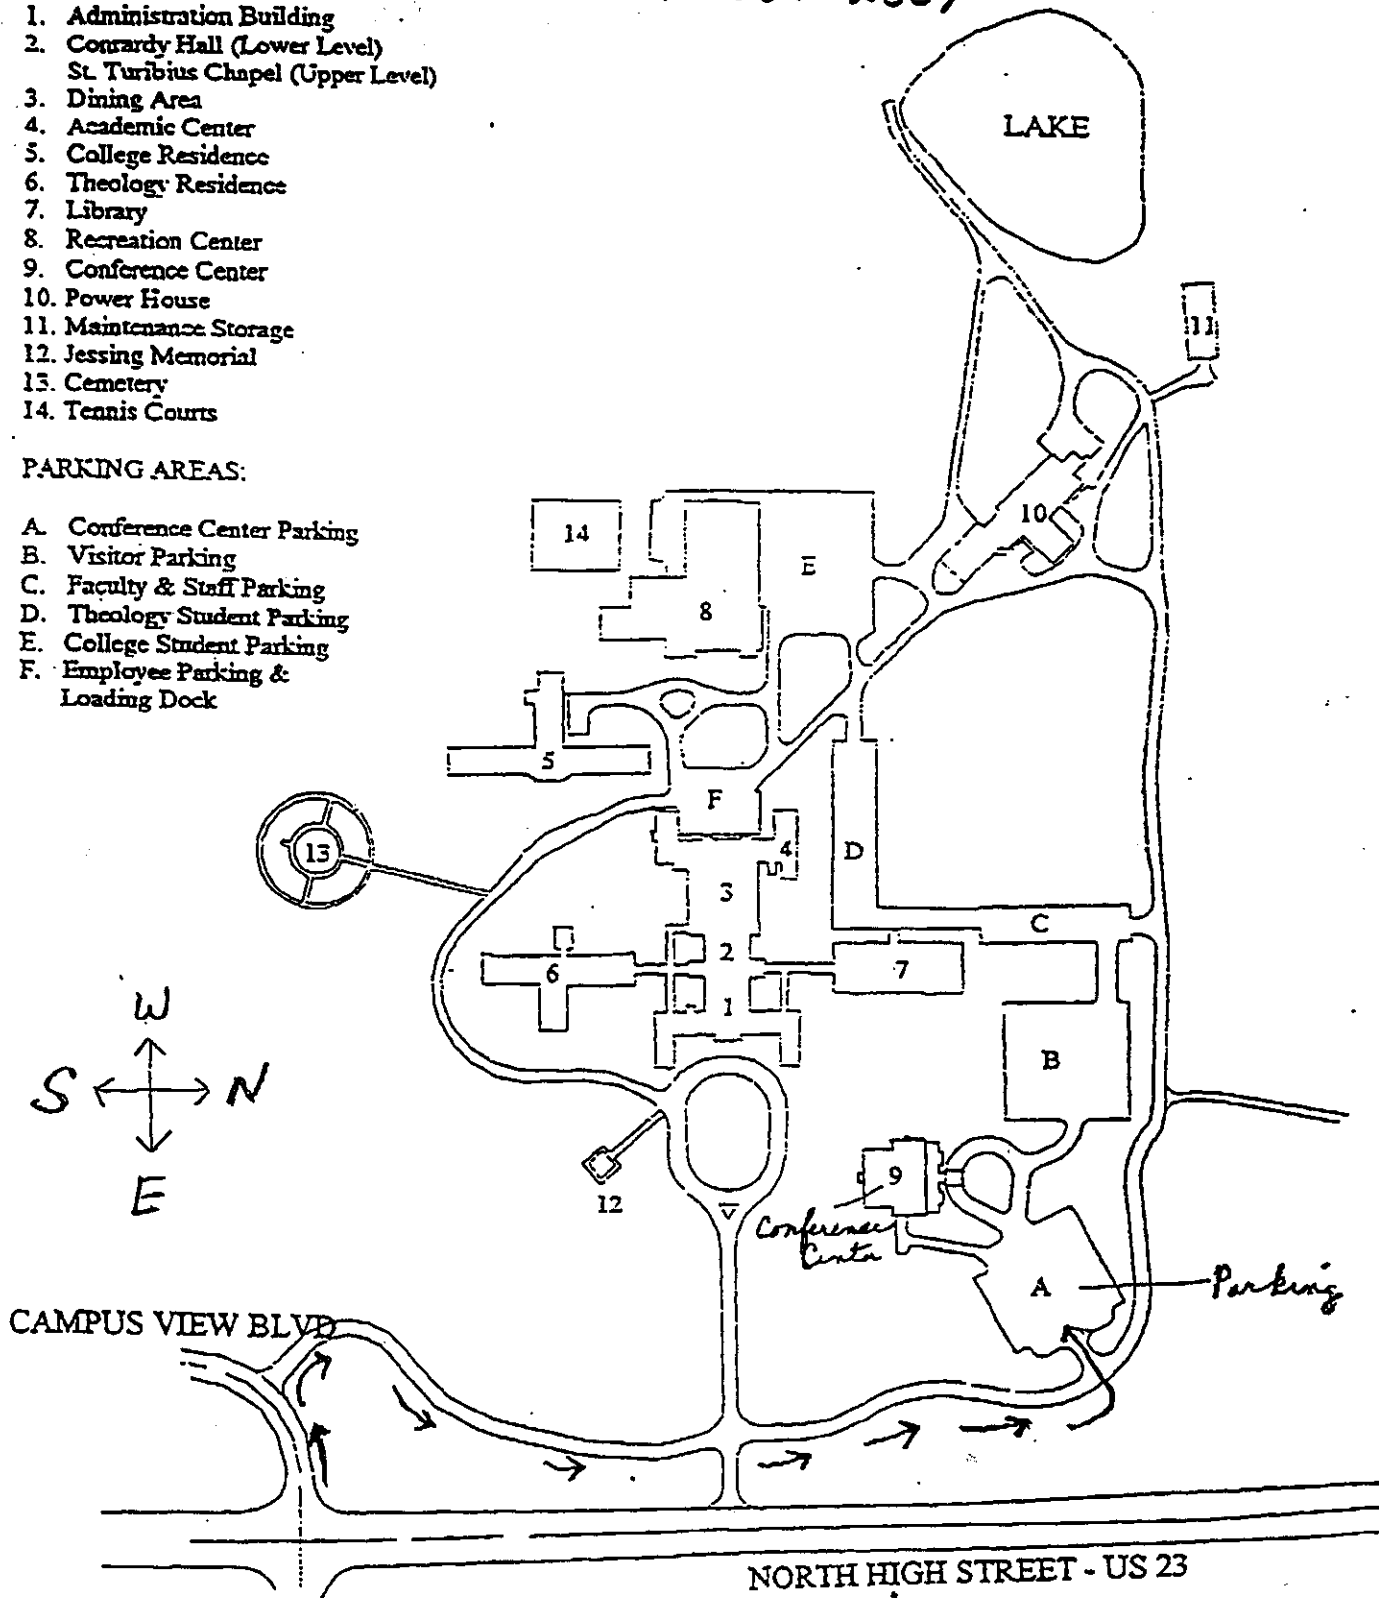 1. Administration Building
2. Conrardy Hall (Lower Level)
St. Turibius Chapel (Upper Level)
3. Dining Area
4. Academic Center
5. College Residence
6. Theology Residence
7. Library
8. Recreation Center
9. Conference Center
10. Power House
11. Maintenance Storage
12. Jessing Memorial
13. Cemetery
14. Tennis Courts
PARKING AREAS:
A. Conference Center Parking
B. Visitor Parking
C. Faculty & Staff Parking
D. Theology Student Parking
E. College Student Parking
F. Employee Parking &
Loading Dock
LAKE
11
10
14
E
8
5
F
13
4
D
3
C
2
6
7
1
W
S
N
E
B
9
12
Conference
Center
A
Parking
CAMPUS VIEW BLVD
NORTH HIGH STREET - US 23